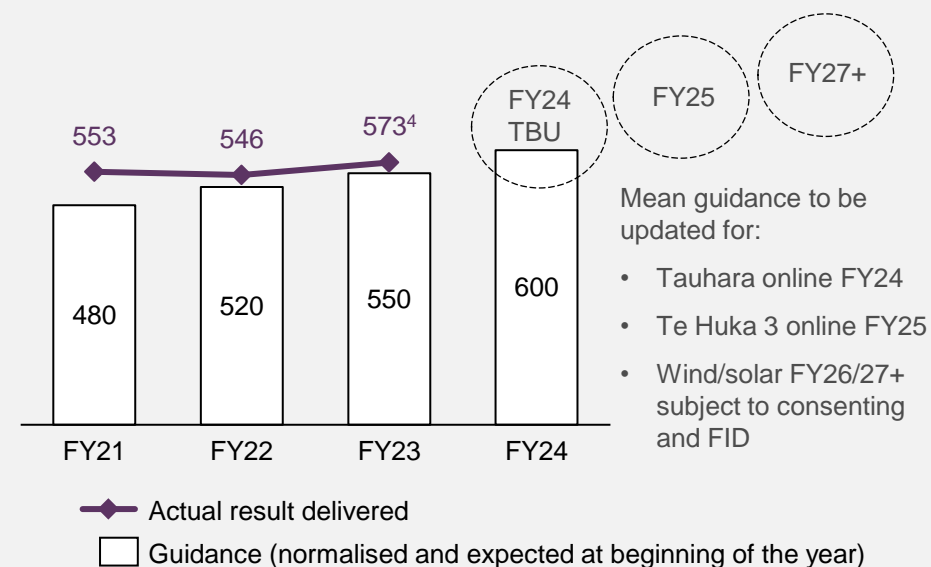 FY24
TBU
FY25
FY27+
553
546
573⁴
480
520
550
600
Mean guidance to be
updated for:
• Tauhara online FY24
• Te Huka 3 online FY25
• Wind/solar FY26/27+
subject to consenting
and FID
FY21
FY22
FY23
FY24
Actual result delivered
Guidance (normalised and expected at beginning of the year)